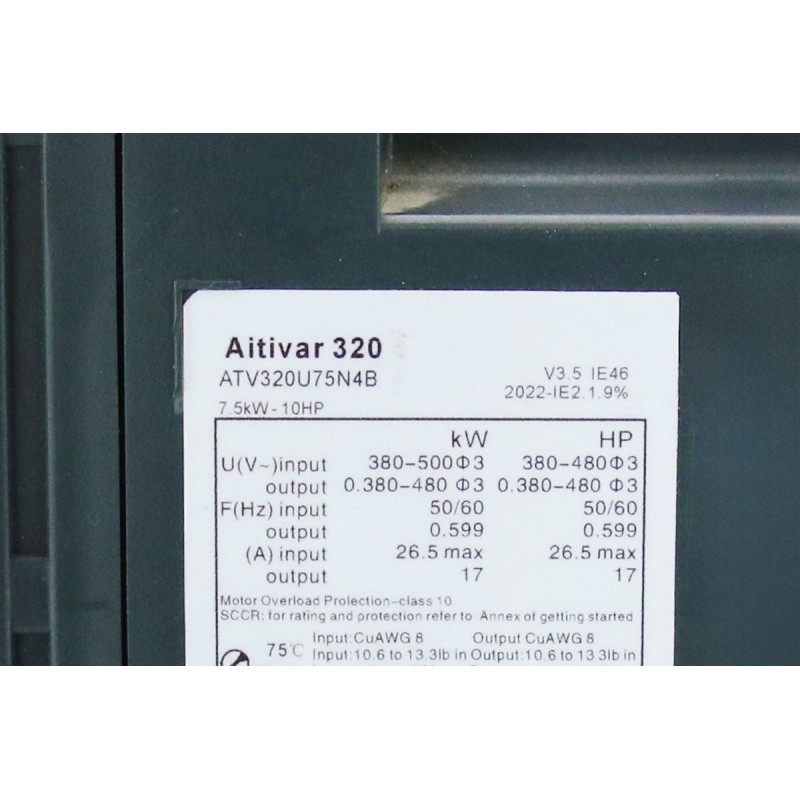 Aitivar 320
ATV320U75N4B
V3.5 IE46
2022-IE2.1.9%
7.5kW-10HP
kW HP
U(V~)input 380-500Φ3 380-480Φ3
output 0.380-480 Φ3 0.380-480 Φ3
F(Hz) input 50/60 50/60
output 0.599 0.599
(A) input 26.5 max 26.5 max
output 17 17
Motor Overload Protection-class 10
SCCR: for rating and protection refer to Annex of getting started
Input:CuAWG 8 Output CuAWG 8
75℃ Input:10.6 to 13.3lb in Output:10.6 to 13.3lb in